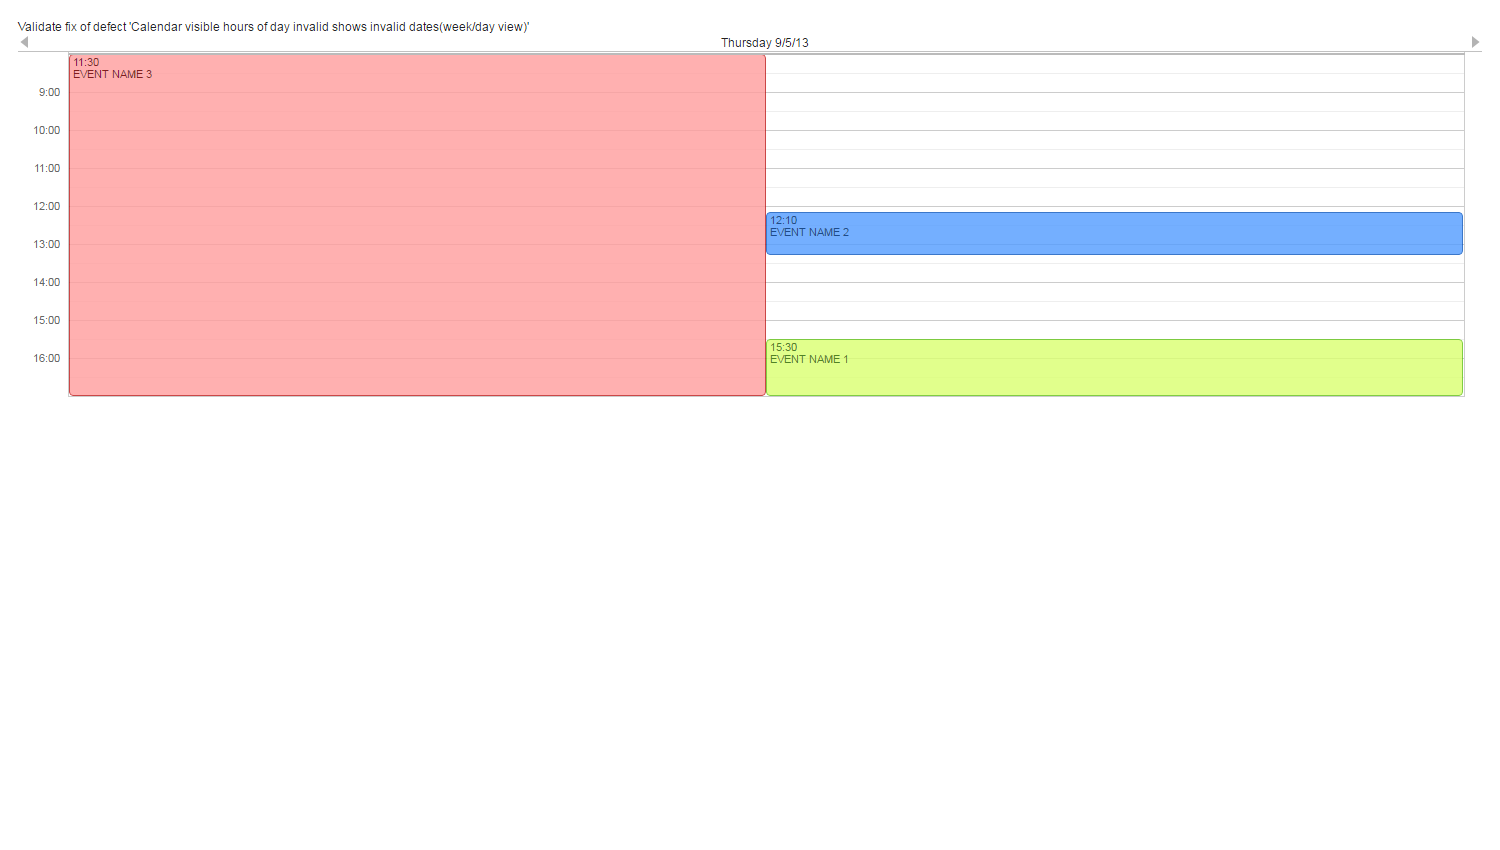 Validate fix of defect 'Calendar visible hours of day invalid shows invalid dates(week/day view)'
Thursday 9/5/13
11:30
EVENT NAME 3
9:00
10:00
11:00
12:00
12:10
EVENT NAME 2
13:00
14:00
15:00
15:30
EVENT NAME 1
16:00